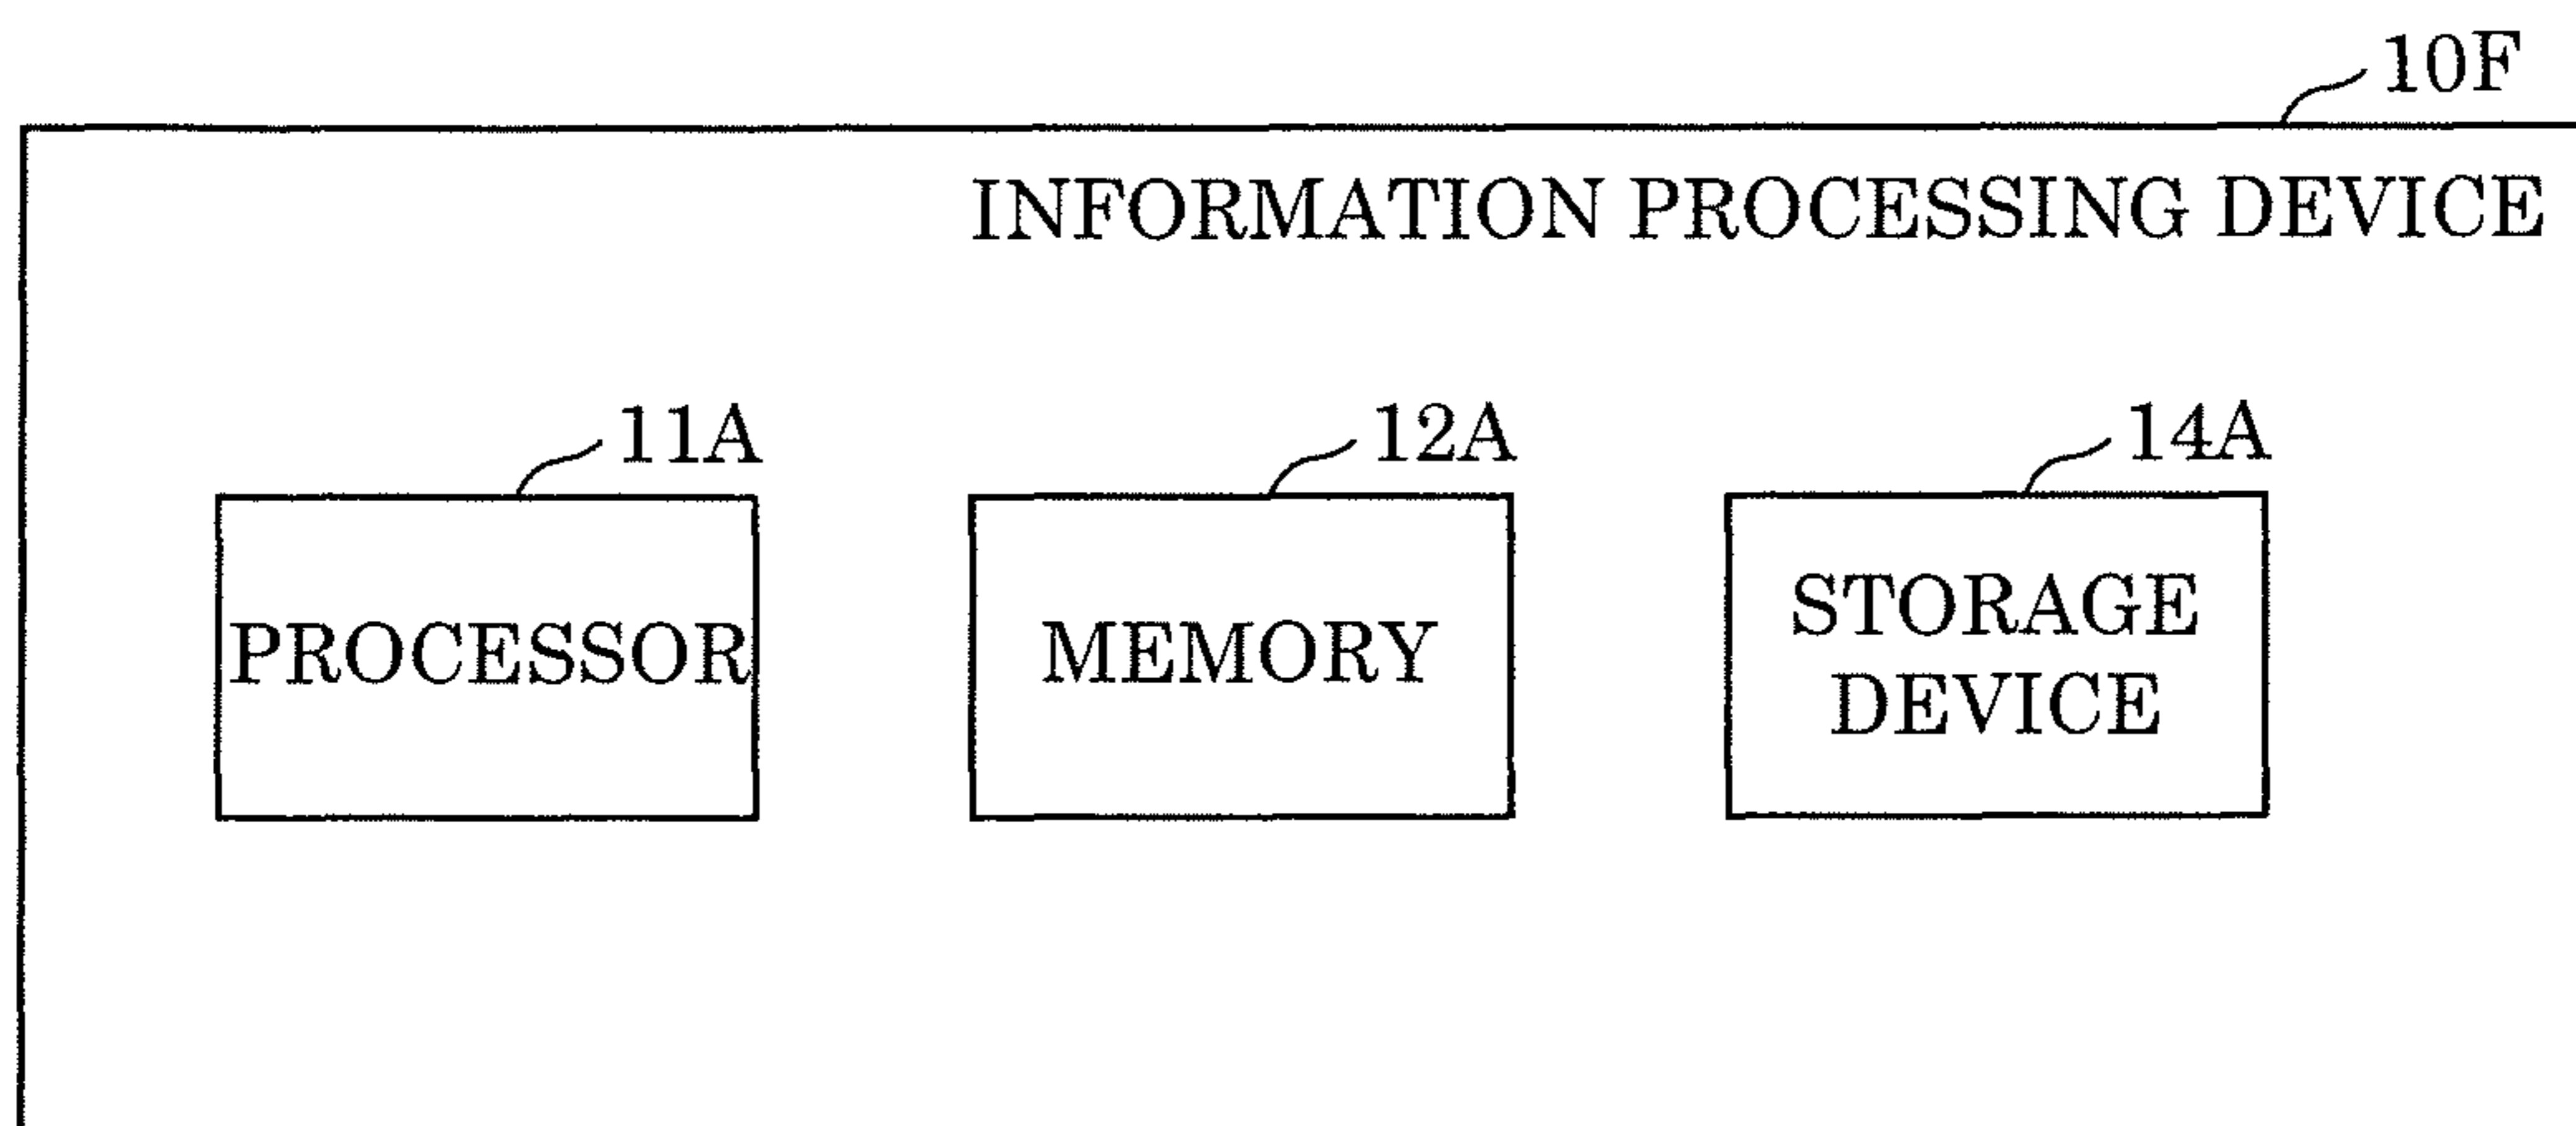 10F
INFORMATION PROCESSING DEVICE
11A
12A
14A
PROCESSOR
MEMORY
STORAGE
DEVICE